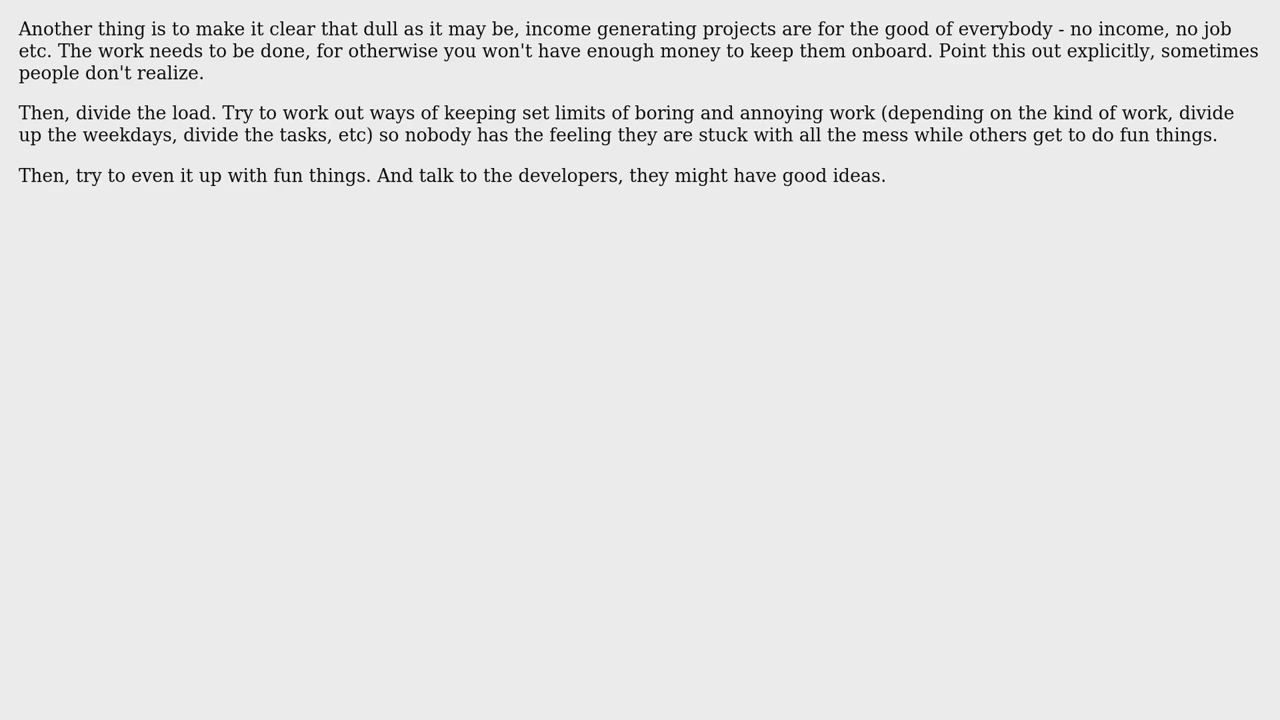 Another thing is to make it clear that dull as it may be, income generating projects are for the good of everybody - no income, no job
etc. The work needs to be done, for otherwise you won't have enough money to keep them onboard. Point this out explicitly, sometimes
people don't realize.
Then, divide the load. Try to work out ways of keeping set limits of boring and annoying work (depending on the kind of work, divide
up the weekdays, divide the tasks, etc) so nobody has the feeling they are stuck with all the mess while others get to do fun things.
Then, try to even it up with fun things. And talk to the developers, they might have good ideas.